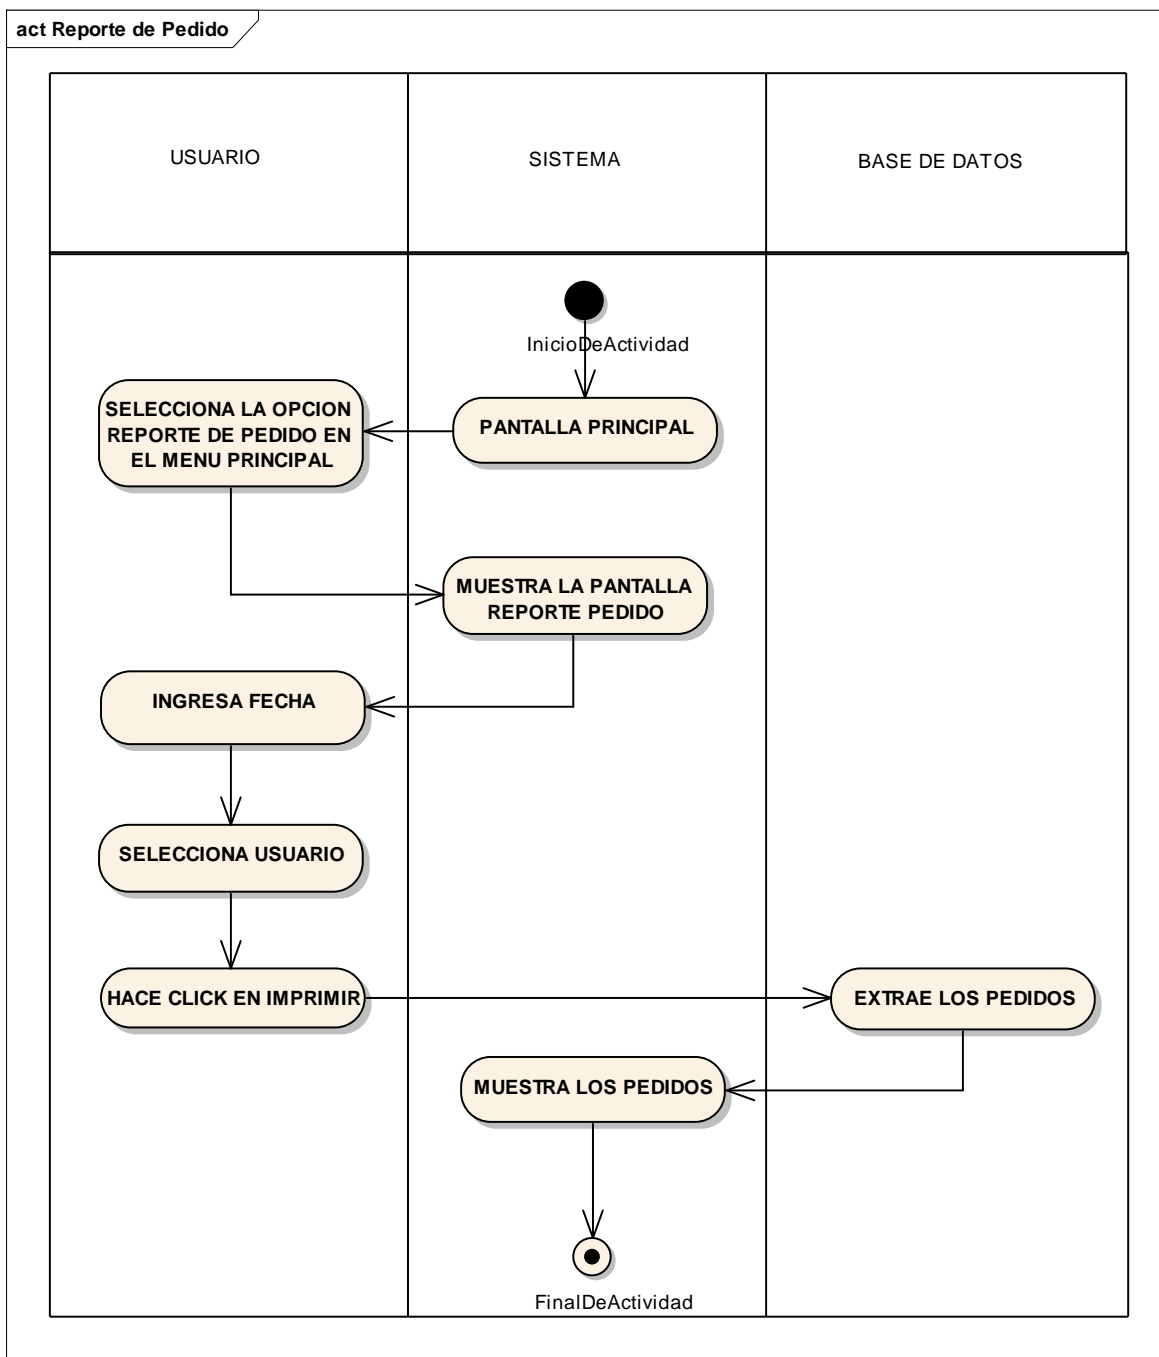 act Reporte de Pedido
USUARIO
SISTEMA
BASE DE DATOS
InicioDeActividad
SELECCIONA LA OPCION
REPORTE DE PEDIDO EN
EL MENU PRINCIPAL
PANTALLA PRINCIPAL
MUESTRA LA PANTALLA
REPORTE PEDIDO
INGRESA FECHA
SELECCIONA USUARIO
HACE CLICK EN IMPRIMIR
EXTRAE LOS PEDIDOS
MUESTRA LOS PEDIDOS
FinalDeActividad